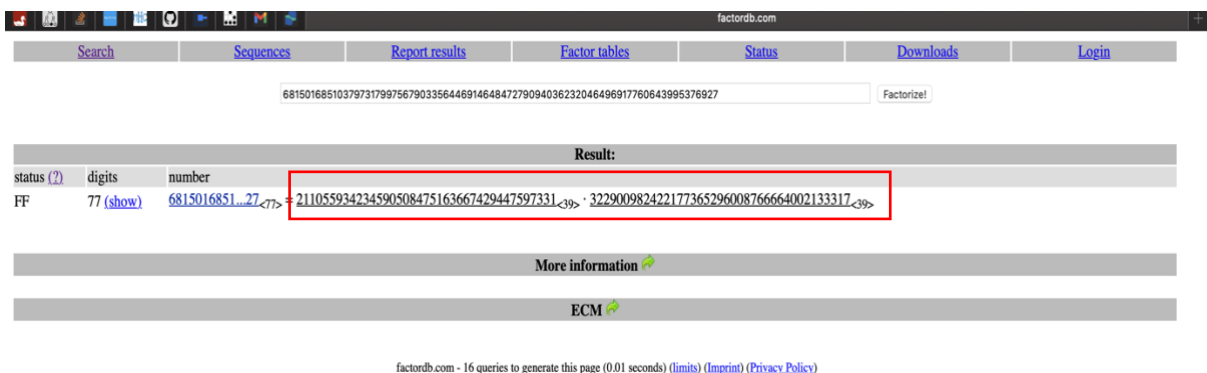 factordb.com
Search Sequences Report results Factor tables Status Downloads Login
68150168510379731799756790335644691464847279094036232046496917760643995376927 Factorize!
Result:
status (?) digits number
FF 77 (show) 6815016851...27<77> = 211055934234590508475163667429447597331<39> · 322900982422177365296008766664002133317<39>
More information
ECM
factordb.com - 16 queries to generate this page (0.01 seconds) (limits) (Imprint) (Privacy Policy)